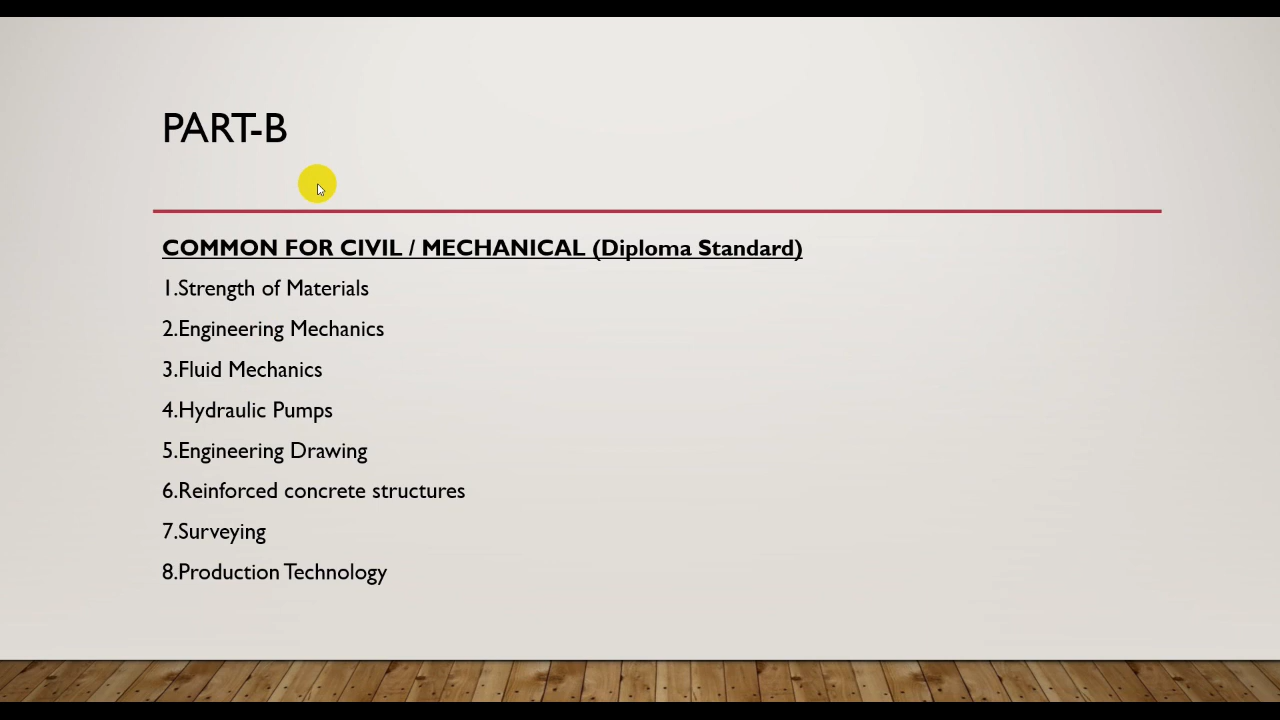 PART-B
COMMON FOR CIVIL / MECHANICAL (Diploma Standard)
1.Strength of Materials
2.Engineering Mechanics
3.Fluid Mechanics
4.Hydraulic Pumps
5.Engineering Drawing
6.Reinforced concrete structures
7.Surveying
8.Production Technology